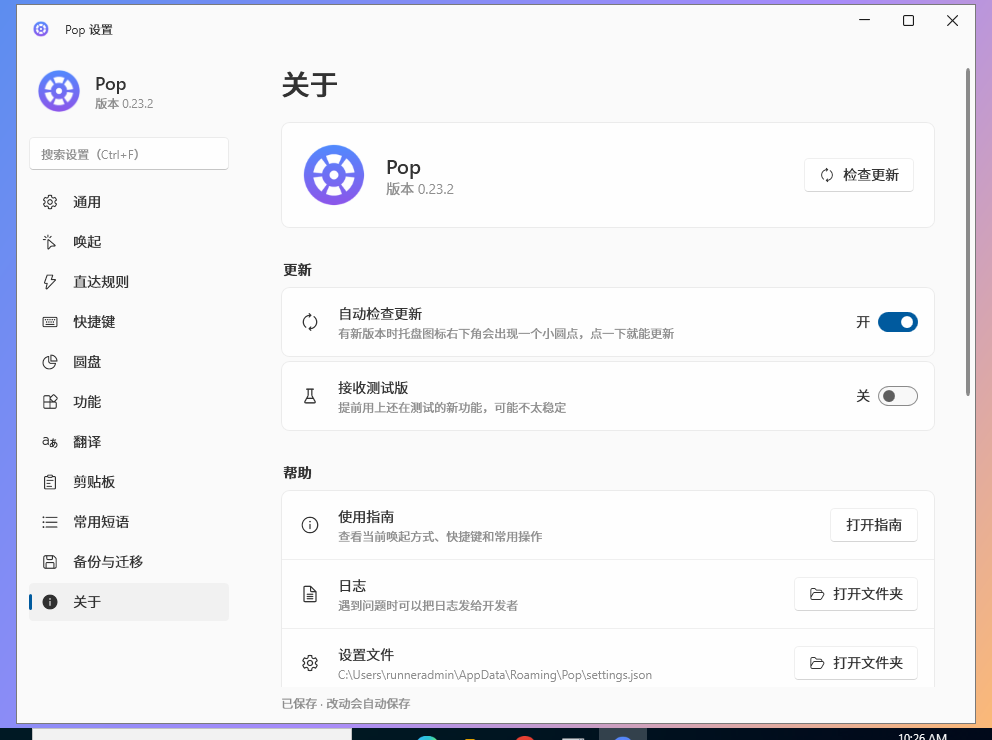 Pop 设置
Pop
版本 0.23.2
搜索设置（Ctrl+F）
通用
唤起
直达规则
快捷键
圆盘
功能
翻译
剪贴板
常用短语
备份与迁移
关于
关于
Pop
版本 0.23.2
检查更新
更新
自动检查更新
有新版本时托盘图标右下角会出现一个小圆点，点一下就能更新
开
接收测试版
提前用上还在测试的新功能，可能不太稳定
关
帮助
使用指南
查看当前唤起方式、快捷键和常用操作
打开指南
日志
遇到问题时可以把日志发给开发者
打开文件夹
设置文件
C:\Users\runneradmin\AppData\Roaming\Pop\settings.json
打开文件夹
已保存 · 改动会自动保存
10:26 AM